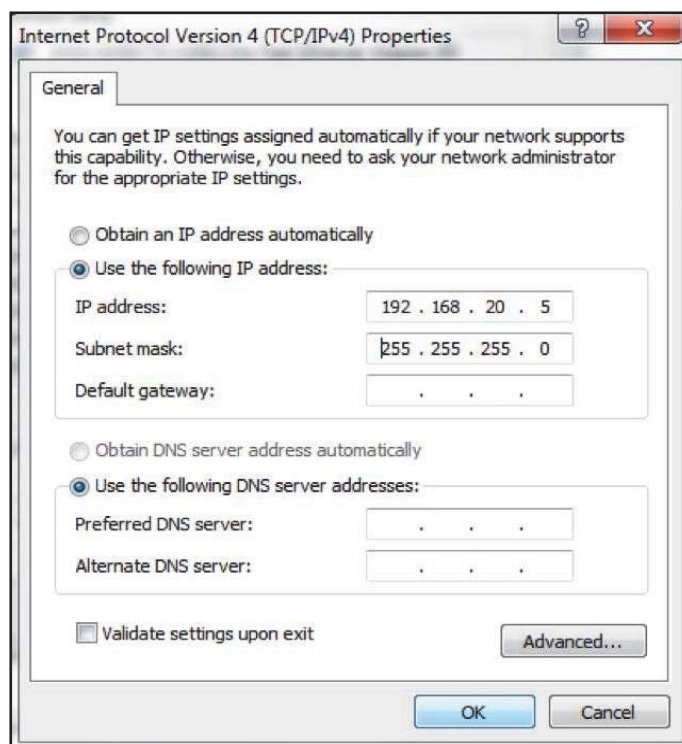 Internet Protocol Version 4 (TCP/IPv4) Properties
General
You can get IP settings assigned automatically if your network supports
this capability. Otherwise, you need to ask your network administrator
for the appropriate IP settings.
Obtain an IP address automatically
Use the following IP address:
IP address: 192 . 168 . 20 . 5
Subnet mask: 255 . 255 . 255 . 0
Default gateway: . . .
Obtain DNS server address automatically
Use the following DNS server addresses:
Preferred DNS server: . . .
Alternate DNS server: . . .
Validate settings upon exit
Advanced...
OK Cancel